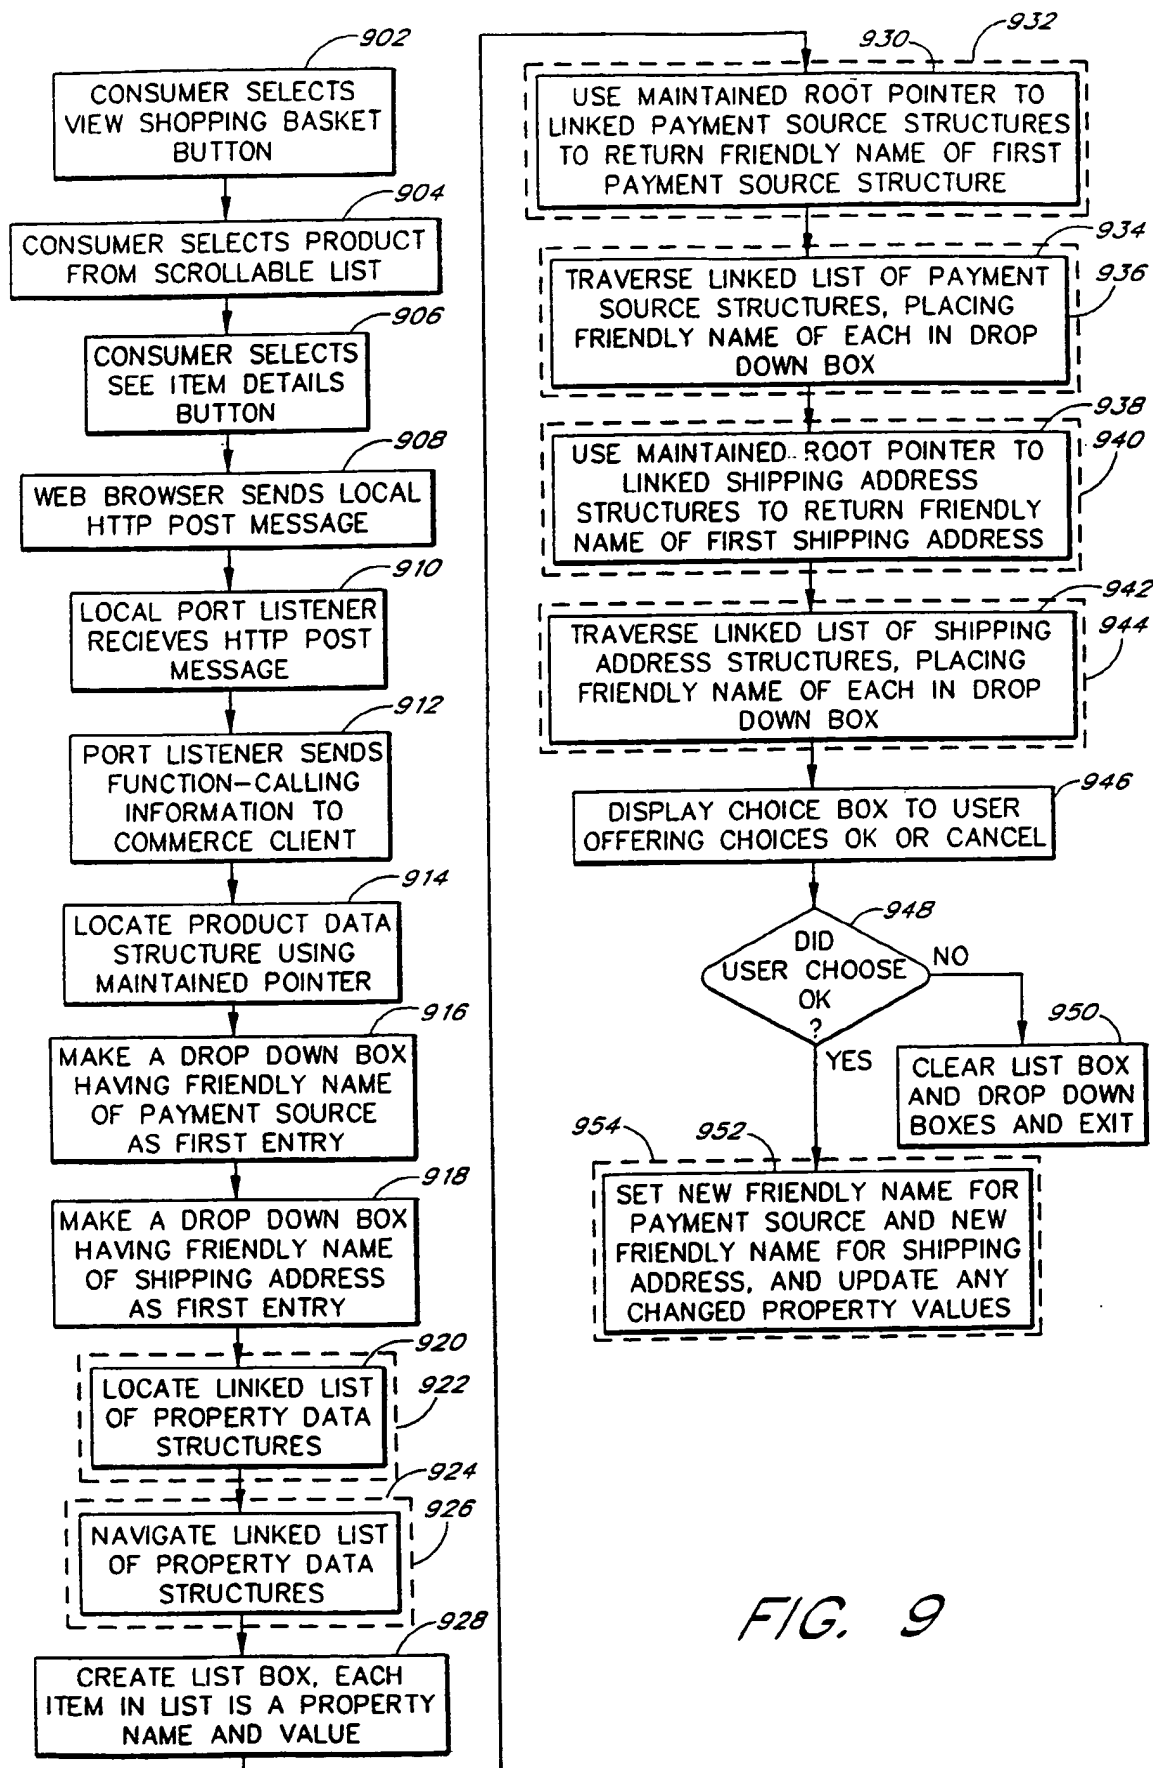 902
CONSUMER SELECTS
VIEW SHOPPING BASKET
BUTTON
904
CONSUMER SELECTS PRODUCT
FROM SCROLLABLE LIST
906
CONSUMER SELECTS
SEE ITEM DETAILS
BUTTON
908
WEB BROWSER SENDS LOCAL
HTTP POST MESSAGE
910
LOCAL PORT LISTENER
RECIEVES HTTP POST
MESSAGE
912
PORT LISTENER SENDS
FUNCTION-CALLING
INFORMATION TO
COMMERCE CLIENT
914
LOCATE PRODUCT DATA
STRUCTURE USING
MAINTAINED POINTER
916
MAKE A DROP DOWN BOX
HAVING FRIENDLY NAME
OF PAYMENT SOURCE
AS FIRST ENTRY
918
MAKE A DROP DOWN BOX
HAVING FRIENDLY NAME
OF SHIPPING ADDRESS
AS FIRST ENTRY
920
LOCATE LINKED LIST
OF PROPERTY DATA
STRUCTURES
922
924
NAVIGATE LINKED LIST
OF PROPERTY DATA
STRUCTURES
926
928
CREATE LIST BOX, EACH
ITEM IN LIST IS A PROPERTY
NAME AND VALUE
930
932
USE MAINTAINED ROOT POINTER TO
LINKED PAYMENT SOURCE STRUCTURES
TO RETURN FRIENDLY NAME OF FIRST
PAYMENT SOURCE STRUCTURE
934
TRAVERSE LINKED LIST OF PAYMENT
SOURCE STRUCTURES, PLACING
FRIENDLY NAME OF EACH IN DROP
DOWN BOX
936
938
USE MAINTAINED ROOT POINTER TO
LINKED SHIPPING ADDRESS
STRUCTURES TO RETURN FRIENDLY
NAME OF FIRST SHIPPING ADDRESS
940
942
TRAVERSE LINKED LIST OF SHIPPING
ADDRESS STRUCTURES, PLACING
FRIENDLY NAME OF EACH IN DROP
DOWN BOX
944
946
DISPLAY CHOICE BOX TO USER
OFFERING CHOICES OK OR CANCEL
948
DID
USER CHOOSE
OK
?
NO
YES
950
CLEAR LIST BOX
AND DROP DOWN
BOXES AND EXIT
954
952
SET NEW FRIENDLY NAME FOR
PAYMENT SOURCE AND NEW
FRIENDLY NAME FOR SHIPPING
ADDRESS, AND UPDATE ANY
CHANGED PROPERTY VALUES
FIG. 9